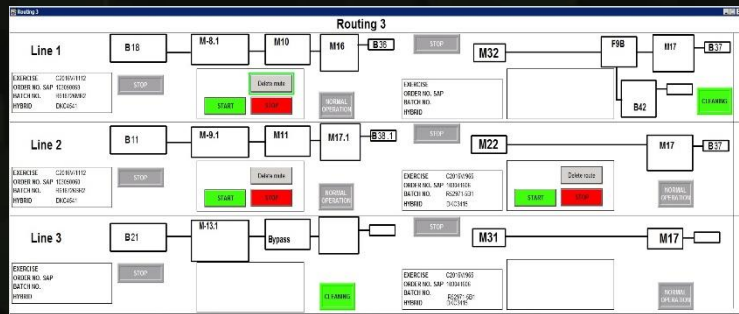 Routing 3
Routing 3
Line 1
B18
M-8.1
M10
M16
B36
STOP
M32
F9B
M17
B37
B42
CLEANING
EXERCISE
ORDER NO. SAP
BATCH NO.
HYBRID DKC4541
STOP
Delete route
START
STOP
NORMAL OPERATION
EXERCISE
ORDER NO. SAP
BATCH NO.
HYBRID
Line 2
B11
M-9.1
M11
M17.1
B38.1
STOP
M22
M17
B37
EXERCISE
ORDER NO. SAP
BATCH NO.
HYBRID DKC4541
STOP
Delete route
START
STOP
NORMAL OPERATION
EXERCISE
ORDER NO. SAP
BATCH NO.
HYBRID
Delete route
START
STOP
NORMAL OPERATION
Line 3
B21
M-13.1
Bypass
STOP
M31
M17
EXERCISE
ORDER NO. SAP
BATCH NO.
HYBRID
STOP
CLEANING
EXERCISE
ORDER NO. SAP
BATCH NO.
HYBRID
NORMAL OPERATION